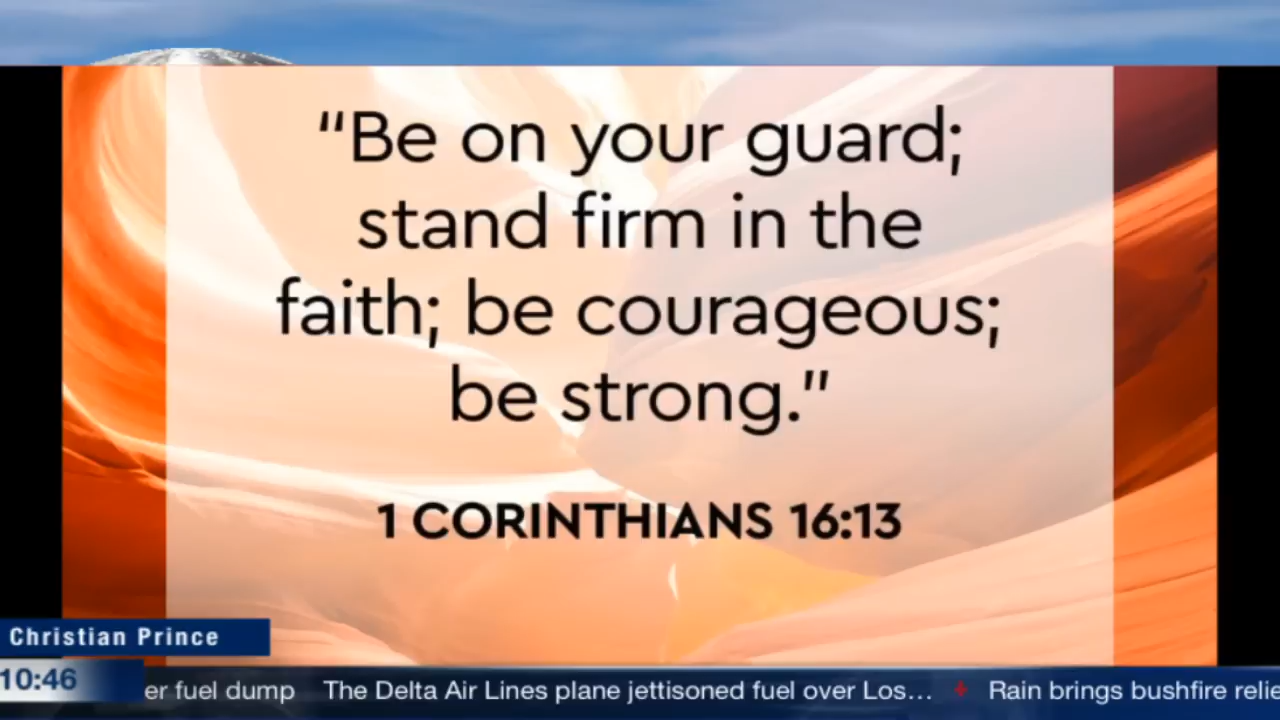 “Be on your guard;
stand firm in the
faith; be courageous;
be strong.”
1 CORINTHIANS 16:13
Christian Prince
10:46
er fuel dump The Delta Air Lines plane jettisoned fuel over Los... Rain brings bushfire relie